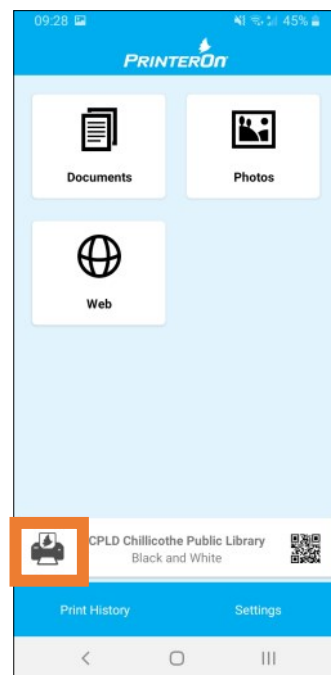 09:28 45%
PRINTERON
Documents Photos
Web
CPLD Chillicothe Public Library
Black and White
Print History Settings